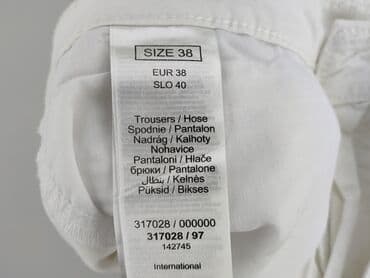 SIZE 38
EUR 38
SLO 40
Trousers / Hose
Spodnie / Pantalon
Nadrág / Kalhoty
Nohavice
Pantaloni / Hlače
брюки / Pantalone
بنطال / Kelnės
Püksid / Bikses
317028 / 000000
317028 / 97
142745
International